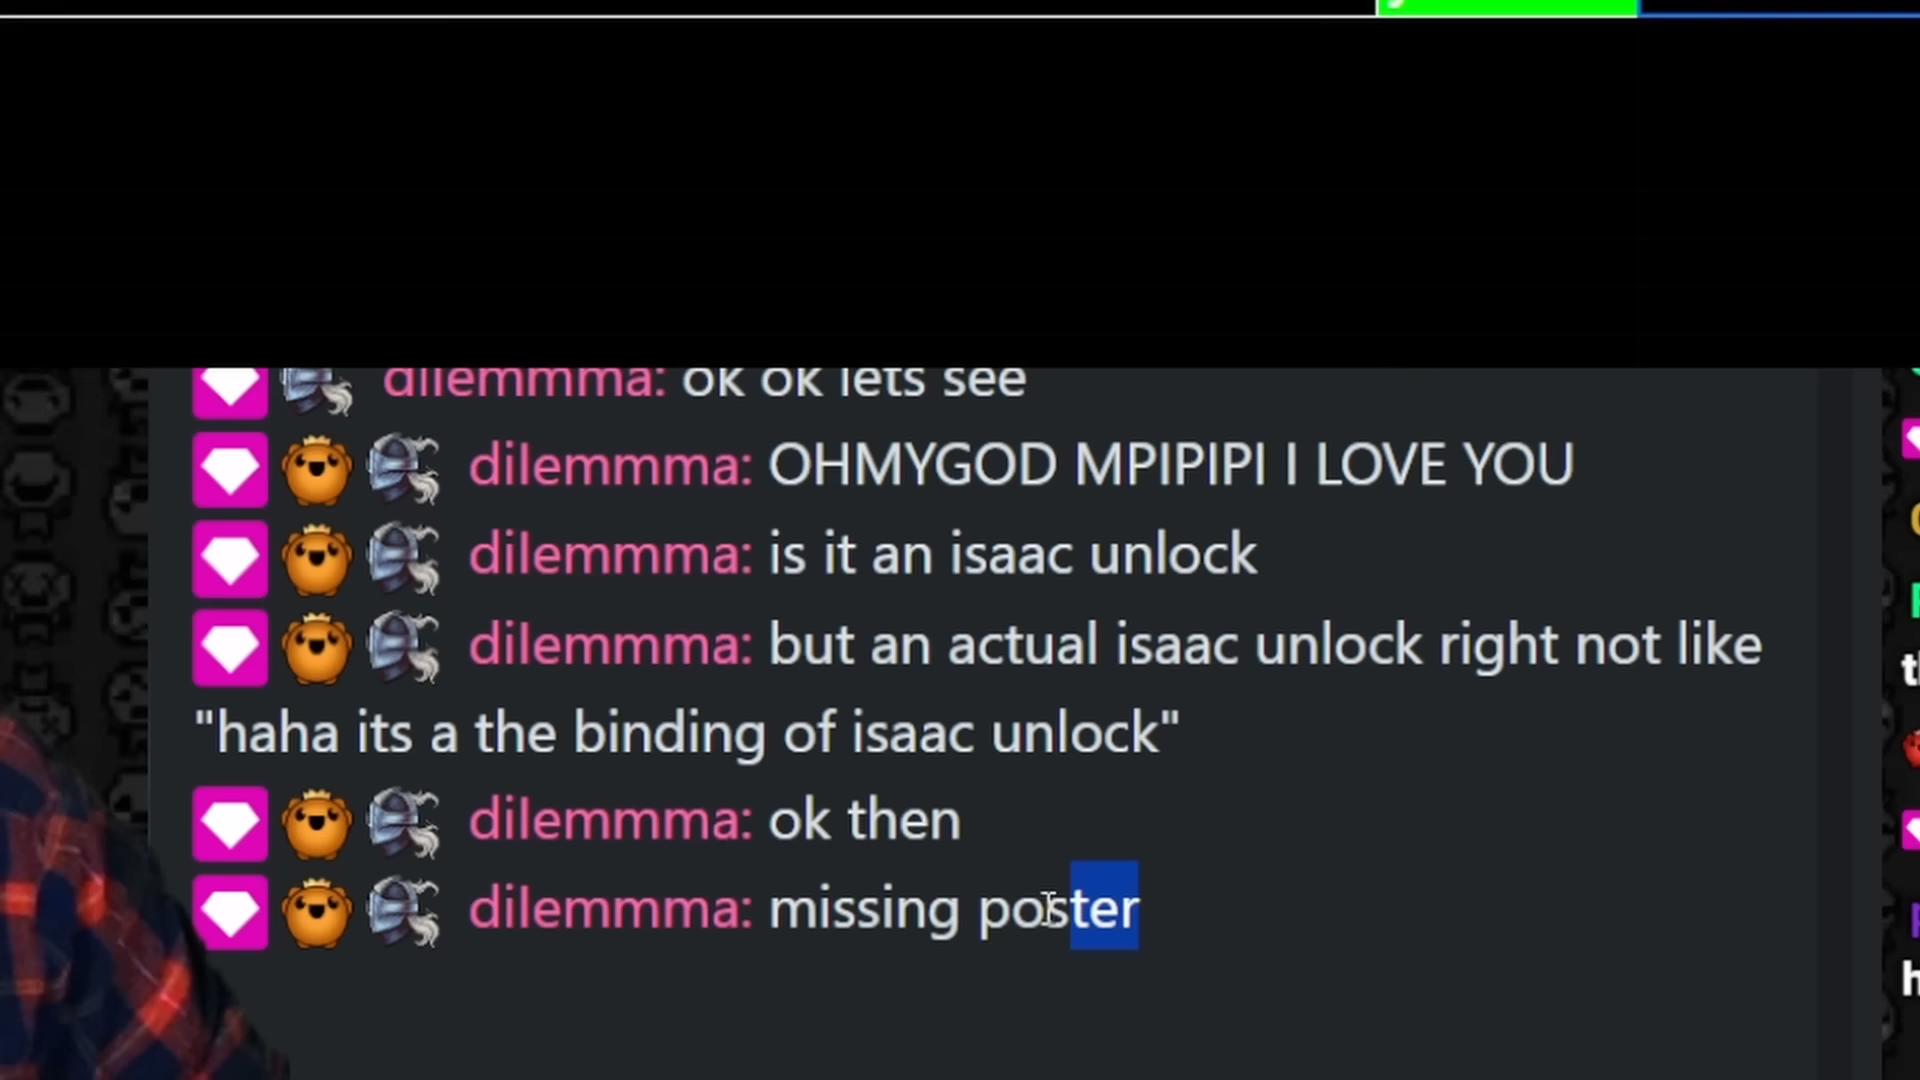 dilemmma: ok ok lets see
dilemmma: OHMYGOD MPIPIPI I LOVE YOU
dilemmma: is it an isaac unlock
dilemmma: but an actual isaac unlock right not like
"haha its a the binding of isaac unlock"
dilemmma: ok then
dilemmma: missing poster